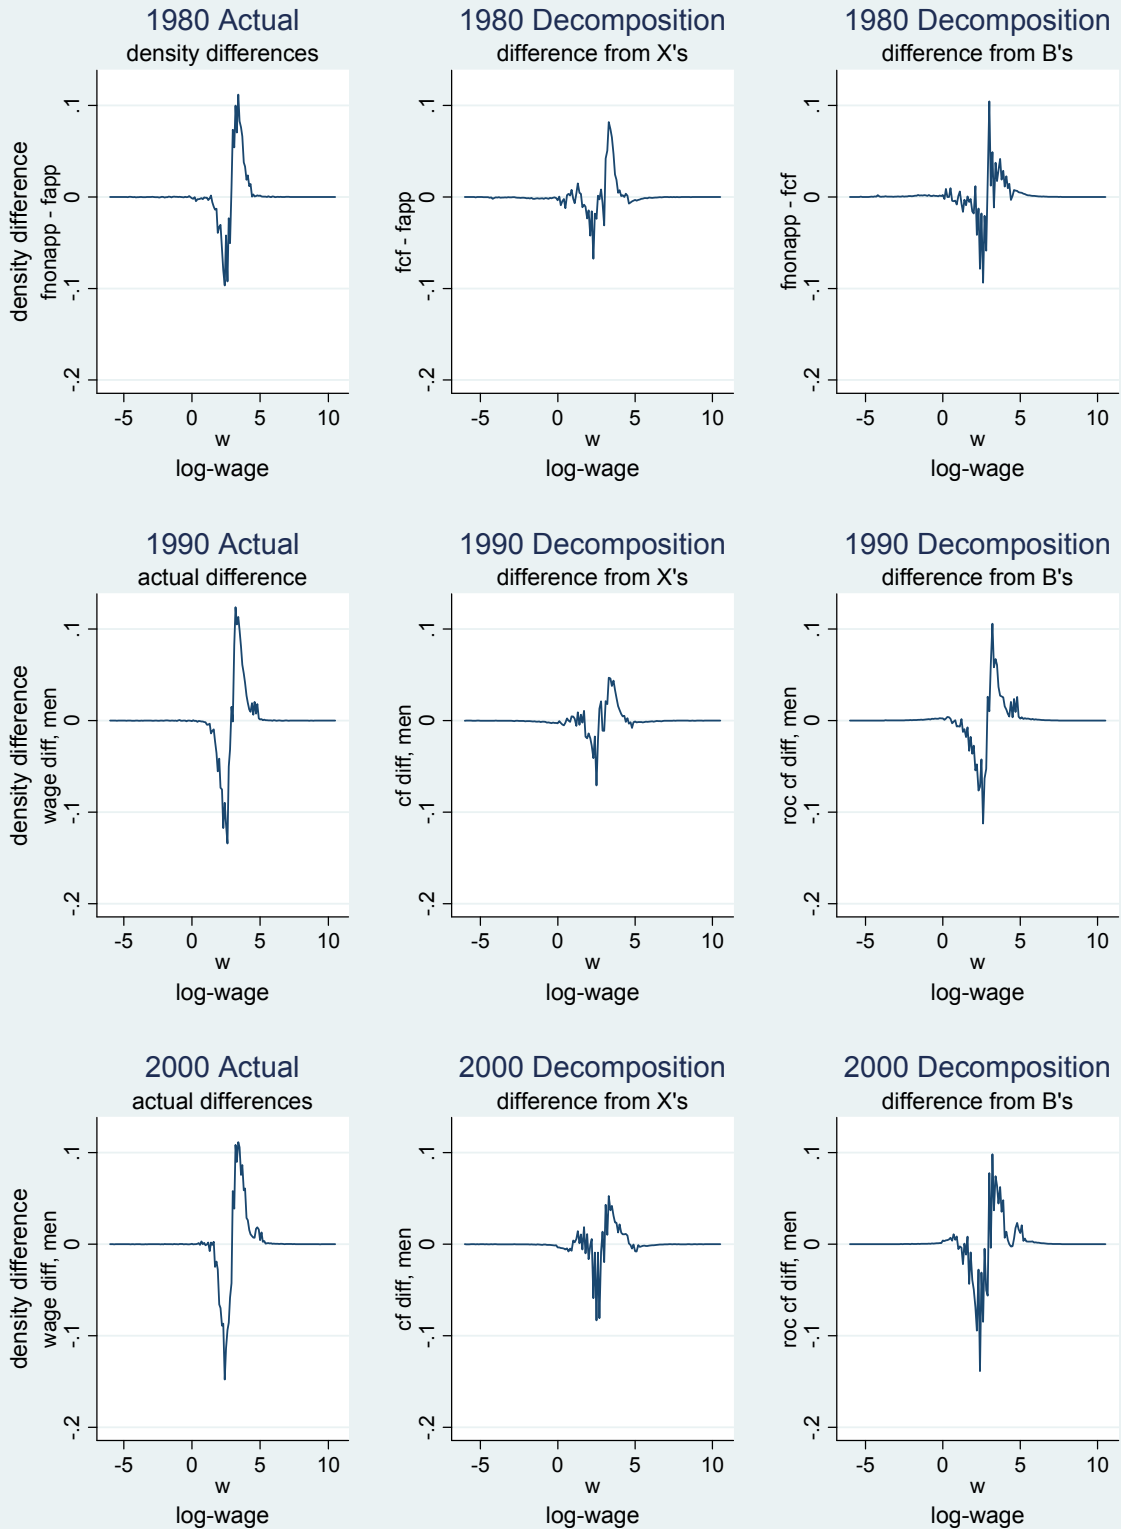 1980 Actual
density differences
density difference
fnonapp - fapp
.1
0
-.1
-.2
-5 0 5 10
w
log-wage
1980 Decomposition
difference from X's
fcf - fapp
-5 0 5 10
w
log-wage
1980 Decomposition
difference from B's
fnonapp - fcf
.1
0
-.1
-.2
-5 0 5 10
w
log-wage
1990 Actual
actual difference
density difference
wage diff, men
.1
0
-.1
-.2
-5 0 5 10
w
log-wage
1990 Decomposition
difference from X's
cf diff, men
.1
0
-.1
-.2
-5 0 5 10
w
log-wage
1990 Decomposition
difference from B's
roc cf diff, men
.1
0
-.1
-.2
-5 0 5 10
w
log-wage
2000 Actual
actual differences
density difference
wage diff, men
.1
0
-.1
-.2
-5 0 5 10
w
log-wage
2000 Decomposition
difference from X's
cf diff, men
.1
0
-.1
-.2
-5 0 5 10
w
log-wage
2000 Decomposition
difference from B's
roc cf diff, men
.1
0
-.1
-.2
-5 0 5 10
w
log-wage